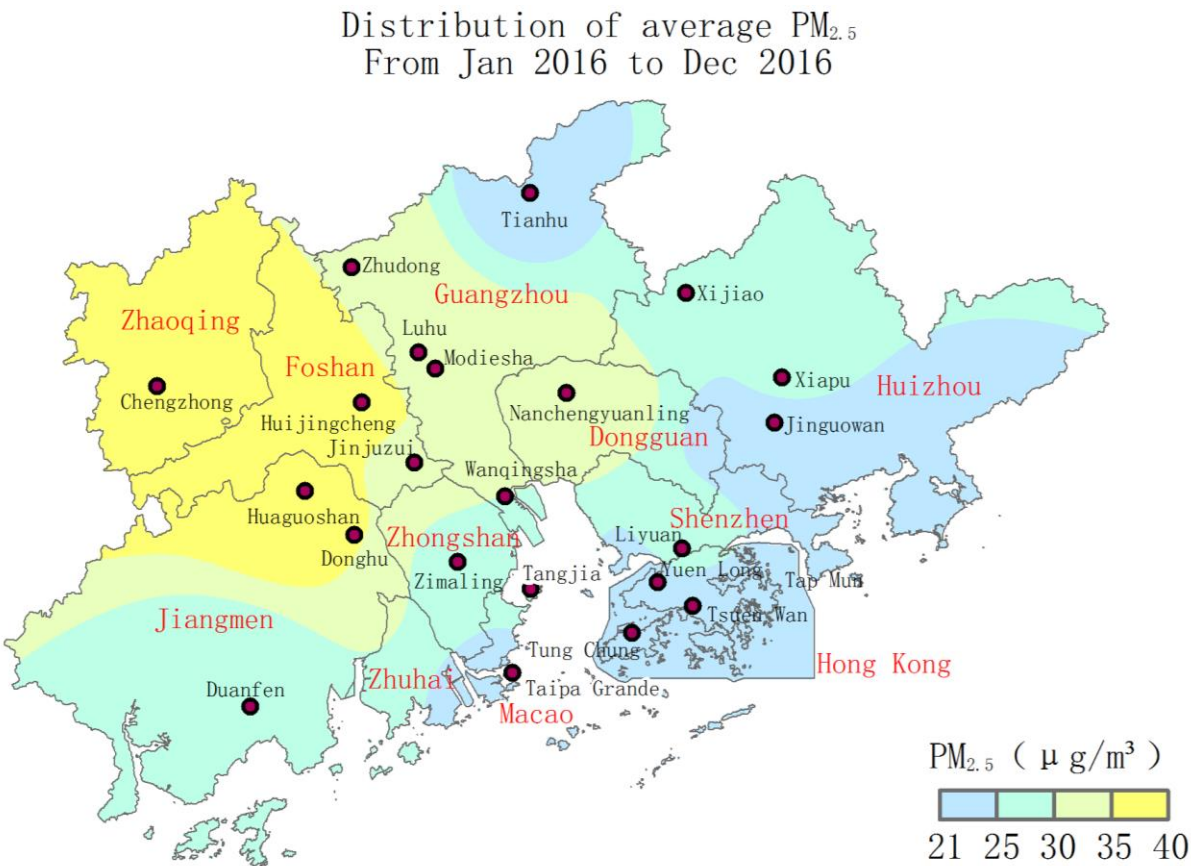 Distribution of average PM₂.₅
From Jan 2016 to Dec 2016
Tianhu
Zhudong
Guangzhou
Xijiao
Zhaoqing
Luhu
Modiesha
Foshan
Xiapu
Huizhou
Chengzhong
Huijingcheng
Nanchengyuanling
Jinguowan
Dongguan
Jinjuzui
Wanqingsha
Huaguoshan
Shenzhen
Donghu
Zhongshan
Liyuan
Zimaling
Tangjia
Yuen Long
Tap Mun
Tsuen Wan
Jiangmen
Tung Chung
Hong Kong
Duanfen
Zhuhai
Taipa Grande
Macao
PM₂.₅ ( μ g/m³ )
21 25 30 35 40